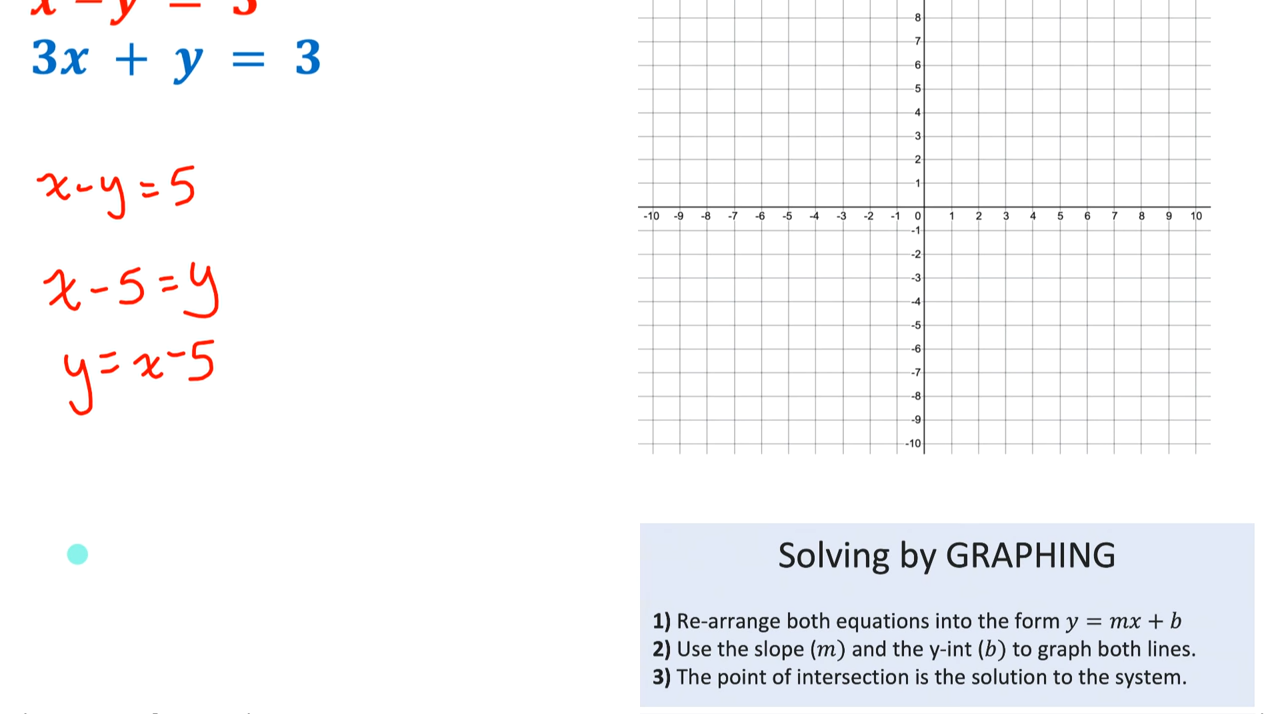 x - y = 5
3x + y = 3
x - y = 5
x - 5 = y
y = x - 5
8
7
6
5
4
3
2
1
-10 -9 -8 -7 -6 -5 -4 -3 -2 -1 0 1 2 3 4 5 6 7 8 9 10
-1
-2
-3
-4
-5
-6
-7
-8
-9
-10
Solving by GRAPHING
1) Re-arrange both equations into the form y = mx + b
2) Use the slope (m) and the y-int (b) to graph both lines.
3) The point of intersection is the solution to the system.